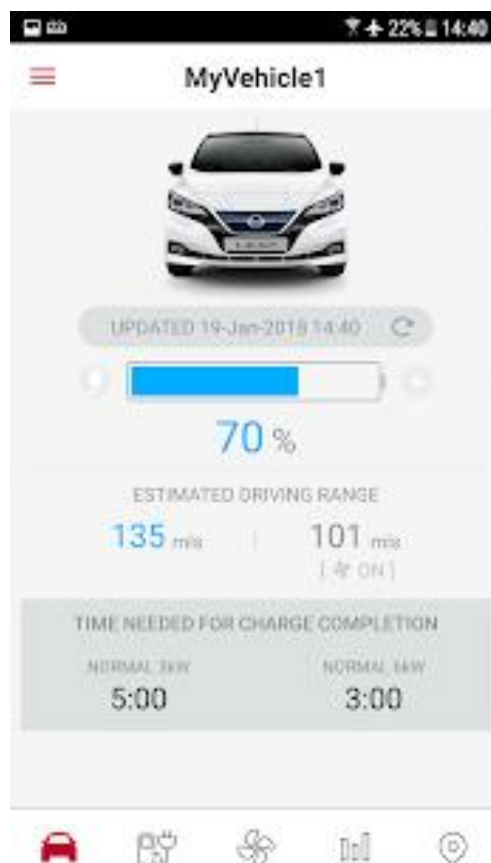 22% 14:40
MyVehicle1
LEAF
UPDATED 19-Jan-2018 14:40
70 %
ESTIMATED DRIVING RANGE
135 mls 101 mls
[ ON ]
TIME NEEDED FOR CHARGE COMPLETION
NORMAL 3kW NORMAL 6kW
5:00 3:00